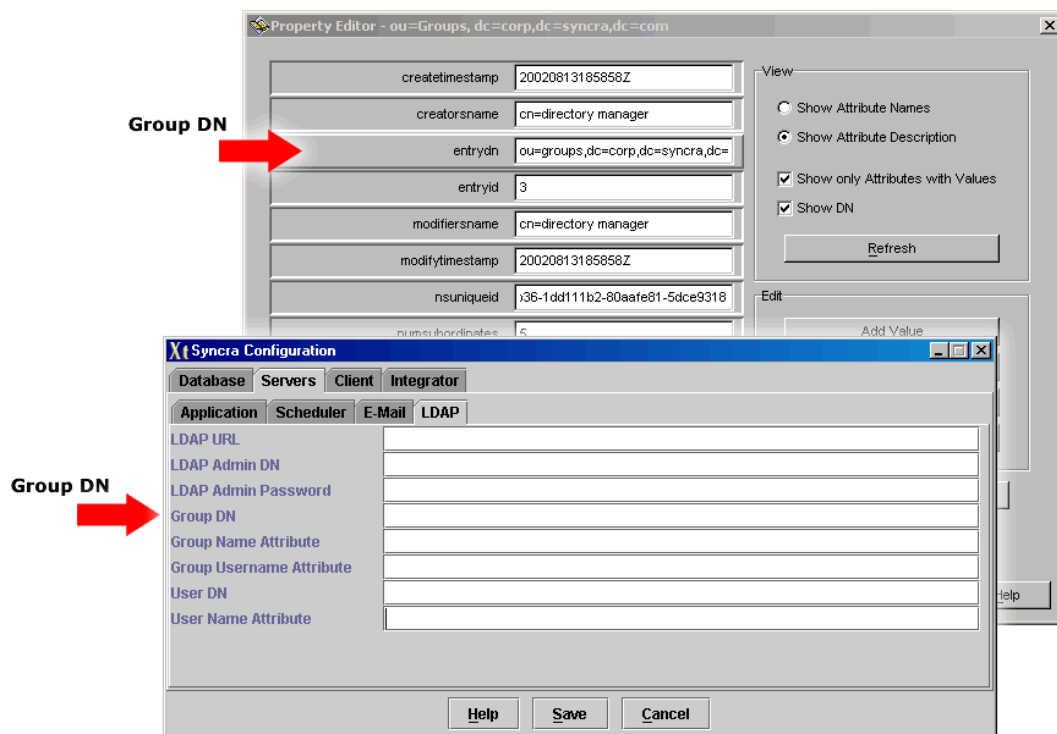 Property Editor - ou=Groups, dc=corp,dc=syncra,dc=com
createtimestamp 20020813185858Z
creatorsname cn=directory manager
Group DN
entrydn ou=groups,dc=corp,dc=syncra,dc=
entryid 3
modifiersname cn=directory manager
modifytimestamp 20020813185858Z
nsuniqueid 36-1dd111b2-80aafe81-5dce9318
numsubordinates 5
View
Show Attribute Names
Show Attribute Description
Show only Attributes with Values
Show DN
Refresh
Edit
Add Value
Help
Syncra Configuration
Database Servers Client Integrator
Application Scheduler E-Mail LDAP
LDAP URL
LDAP Admin DN
LDAP Admin Password
Group DN
Group DN
Group Name Attribute
Group Username Attribute
User DN
User Name Attribute
Help Save Cancel